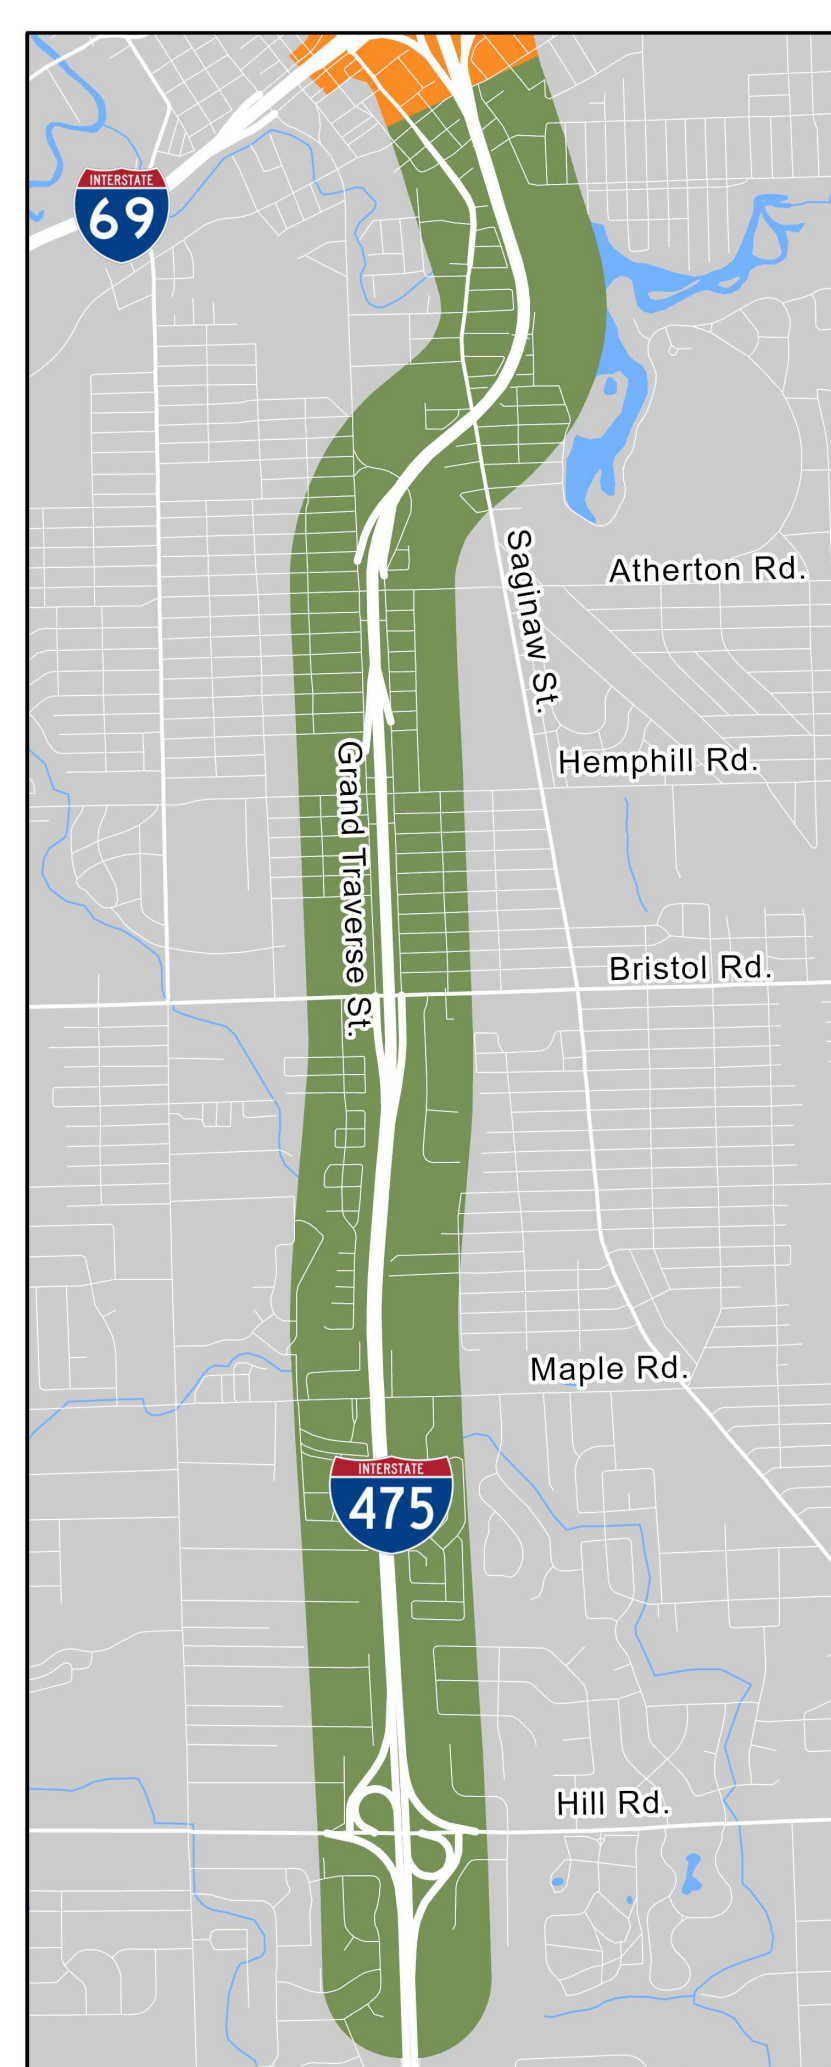 INTERSTATE
69
Saginaw St.
Atherton Rd.
Grand Traverse St.
Hemphill Rd.
Bristol Rd.
Maple Rd.
INTERSTATE
475
Hill Rd.